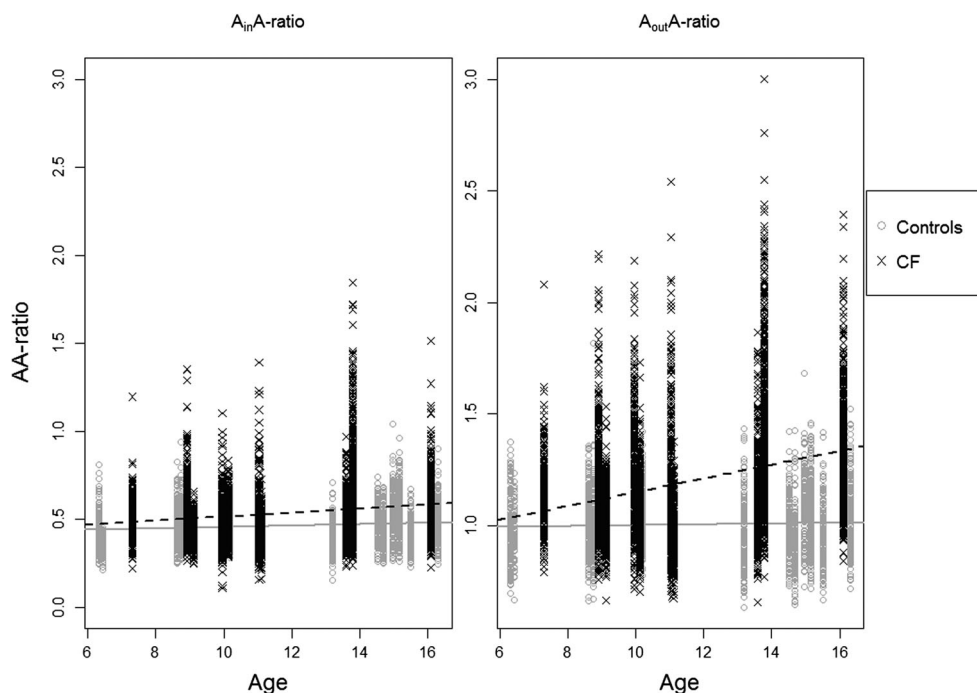 A_inA-ratio
A_outA-ratio
AA-ratio
0.0 0.5 1.0 1.5 2.0 2.5 3.0
6 8 10 12 14 16
Age
1.0 1.5 2.0 2.5 3.0
6 8 10 12 14 16
Age
Controls
CF